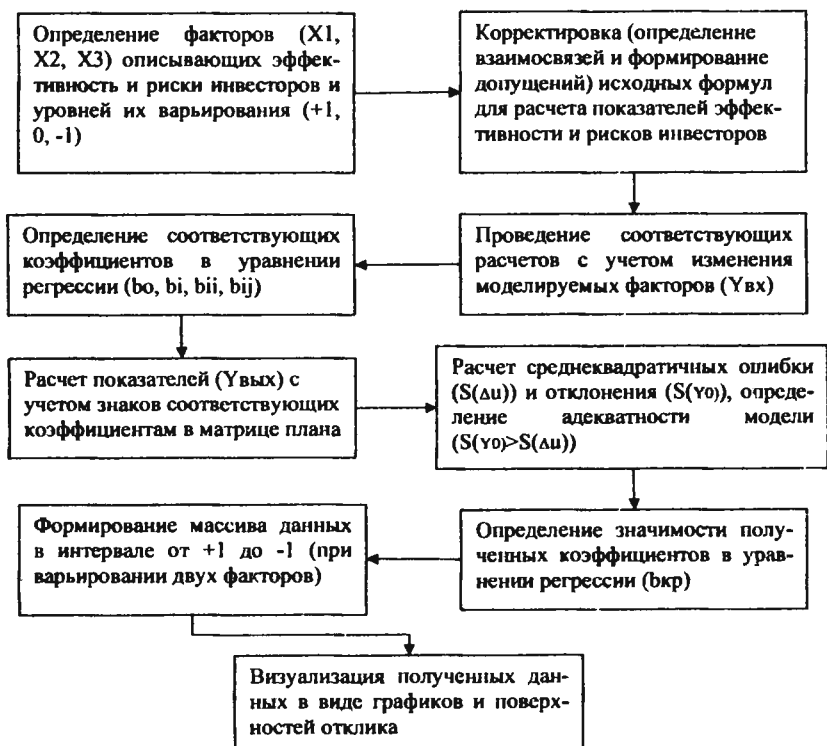 Определение факторов (X1,
X2, X3) описывающих эффек-
тивность и риски инвесторов и
уровней их варьирования (+1,
0, -1)
Корректировка (определение
взаимосвязей и формирование
допущений) исходных формул
для расчета показателей эффек-
тивности и рисков инвесторов
Проведение соответствующих
расчетов с учетом изменения
моделируемых факторов (Yвх)
Определение соответствующих
коэффициентов в уравнении
регрессии (bo, bi, bii, bij)
Расчет показателей (Yвых) с
учетом знаков соответствующих
коэффициентам в матрице плана
Расчет среднеквадратичных ошибки
(S(Δu)) и отклонения (S(Y0)), опреде-
ление адекватности модели
(S(Y0)>S(Δu))
Определение значимости полу-
ченных коэффициентов в урав-
нении регрессии (bкр)
Формирование массива данных
в интервале от +1 до -1 (при
варьировании двух факторов)
Визуализация полученных дан-
ных в виде графиков и поверх-
ностей отклика